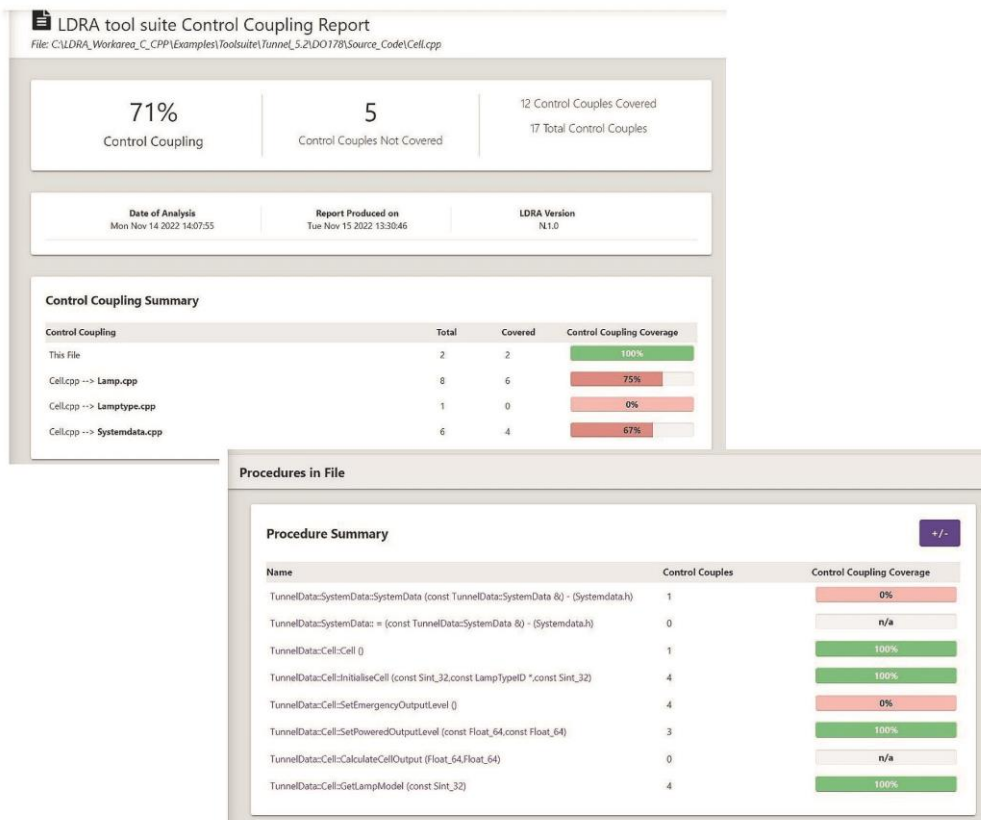 LDRA tool suite Control Coupling Report
File: C:\LDRA_Workarea_C_CPP\Examples\Toolsuite\Tunnel_5.2\DO178\Source_Code\Cell.cpp
71%
Control Coupling
5
Control Couples Not Covered
12 Control Couples Covered
17 Total Control Couples
Date of Analysis
Mon Nov 14 2022 14:07:55
Report Produced on
Tue Nov 15 2022 13:30:46
LDRA Version
N.1.0
Control Coupling Summary
Control Coupling Total Covered Control Coupling Coverage
This File 2 2 100%
Cell.cpp --> Lamp.cpp 8 6 75%
Cell.cpp --> Lamptype.cpp 1 0 0%
Cell.cpp --> Systemdata.cpp 6 4 67%
Procedures in File
Procedure Summary
+/-
Name Control Couples Control Coupling Coverage
TunnelData::SystemData::SystemData (const TunnelData::SystemData &) - (Systemdata.h) 1 0%
TunnelData::SystemData:: = (const TunnelData::SystemData &) - (Systemdata.h) 0 n/a
TunnelData::Cell::Cell () 1 100%
TunnelData::Cell::InitialiseCell (const Sint_32,const LampTypeID *,const Sint_32) 4 100%
TunnelData::Cell::SetEmergencyOutputLevel () 4 0%
TunnelData::Cell::SetPoweredOutputLevel (const Float_64,const Float_64) 3 100%
TunnelData::Cell::CalculateCellOutput (Float_64,Float_64) 0 n/a
TunnelData::Cell::GetLampModel (const Sint_32) 4 100%